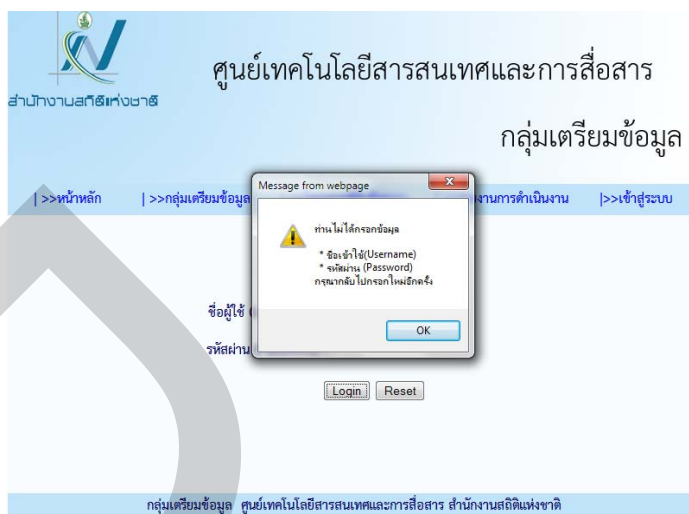 สำนักงานสถิติแห่งชาติ
ศูนย์เทคโนโลยีสารสนเทศและการสื่อสาร
กลุ่มเตรียมข้อมูล
|>>หน้าหลัก |>>กลุ่มเตรียมข้อมูล งานการดำเนินงาน |>>เข้าสู่ระบบ
Message from webpage
ท่านไม่ได้กรอกข้อมูล
* ชื่อเข้าใช้(Username)
* รหัสผ่าน (Password)
กรุณากลับไปกรอกใหม่อีกครั้ง
OK
ชื่อผู้ใช้
รหัสผ่าน
Login Reset
กลุ่มเตรียมข้อมูล ศูนย์เทคโนโลยีสารสนเทศและการสื่อสาร สำนักงานสถิติแห่งชาติ